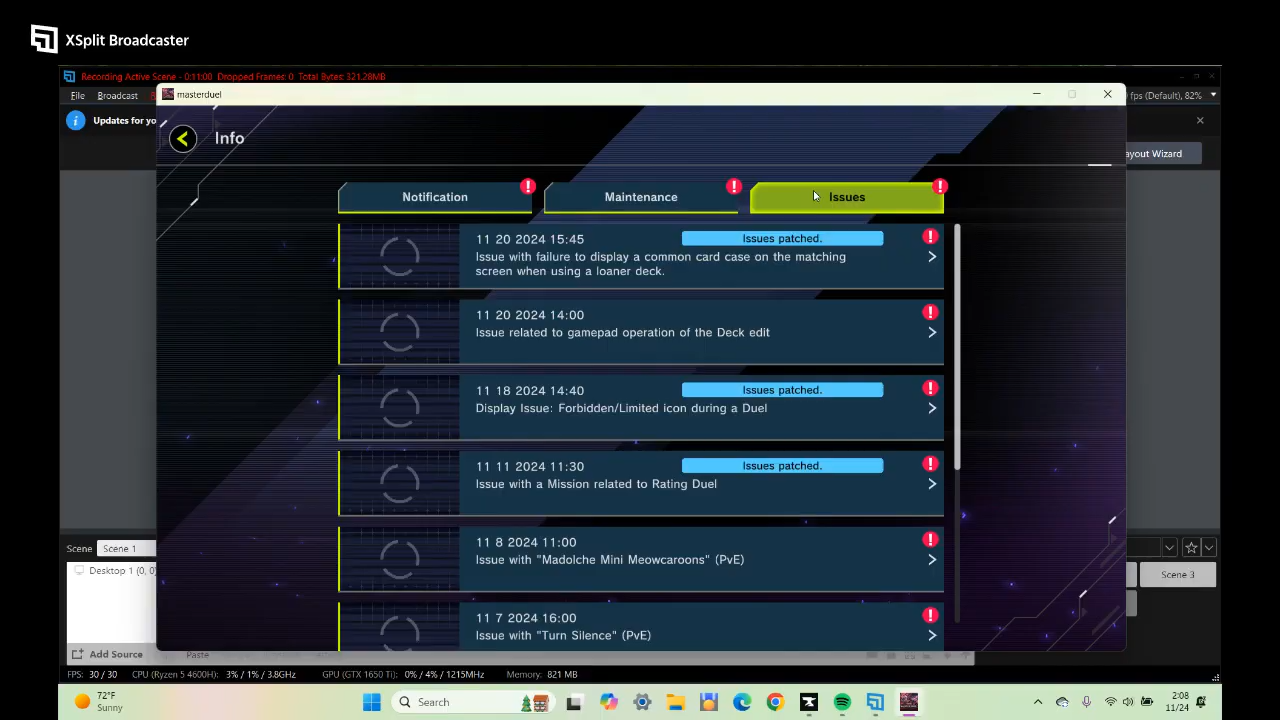 XSplit Broadcaster
Recording Active Scene - 0:11:00 Dropped Frames: 0 Total Bytes: 321.28MB
masterduel
File Broadcast
fps (Default), 82%
Updates for yo
Info
ayout Wizard
Notification
Maintenance
Issues
11 20 2024 15:45
Issues patched.
Issue with failure to display a common card case on the matching
screen when using a loaner deck.
11 20 2024 14:00
Issue related to gamepad operation of the Deck edit
11 18 2024 14:40
Issues patched.
Display Issue: Forbidden/Limited icon during a Duel
11 11 2024 11:30
Issues patched.
Issue with a Mission related to Rating Duel
11 8 2024 11:00
Issue with "Madolche Mini Meowcaroons" (PvE)
11 7 2024 16:00
Issue with "Turn Silence" (PvE)
Scene Scene 1
Desktop 1 (0, 0)
Scene 3
Add Source
Paste
FPS: 30 / 30 CPU (Ryzen 5 4600H): 3% / 1% / 3.8GHz GPU (GTX 1650 Ti): 0% / 4% / 1215MHz Memory: 821 MB
72°F
Sunny
Search
2:08
11/24